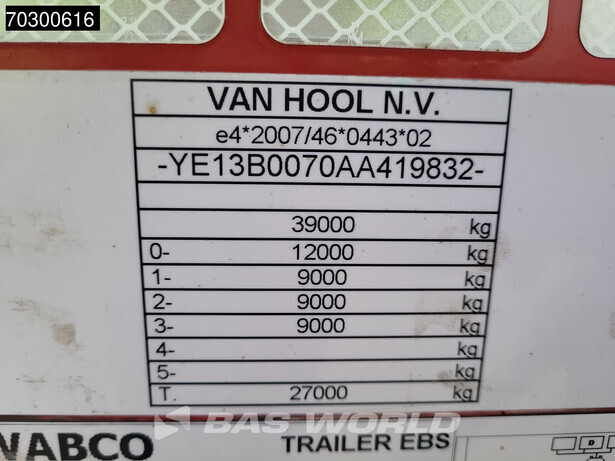 70300616
VAN HOOL N.V.
e4*2007/46*0443*02
-YE13B0070AA419832-
39000 kg
0- 12000 kg
1- 9000 kg
2- 9000 kg
3- 9000 kg
4- kg
5- kg
T. 27000 kg
BAS WORLD
WABCO TRAILER EBS
D